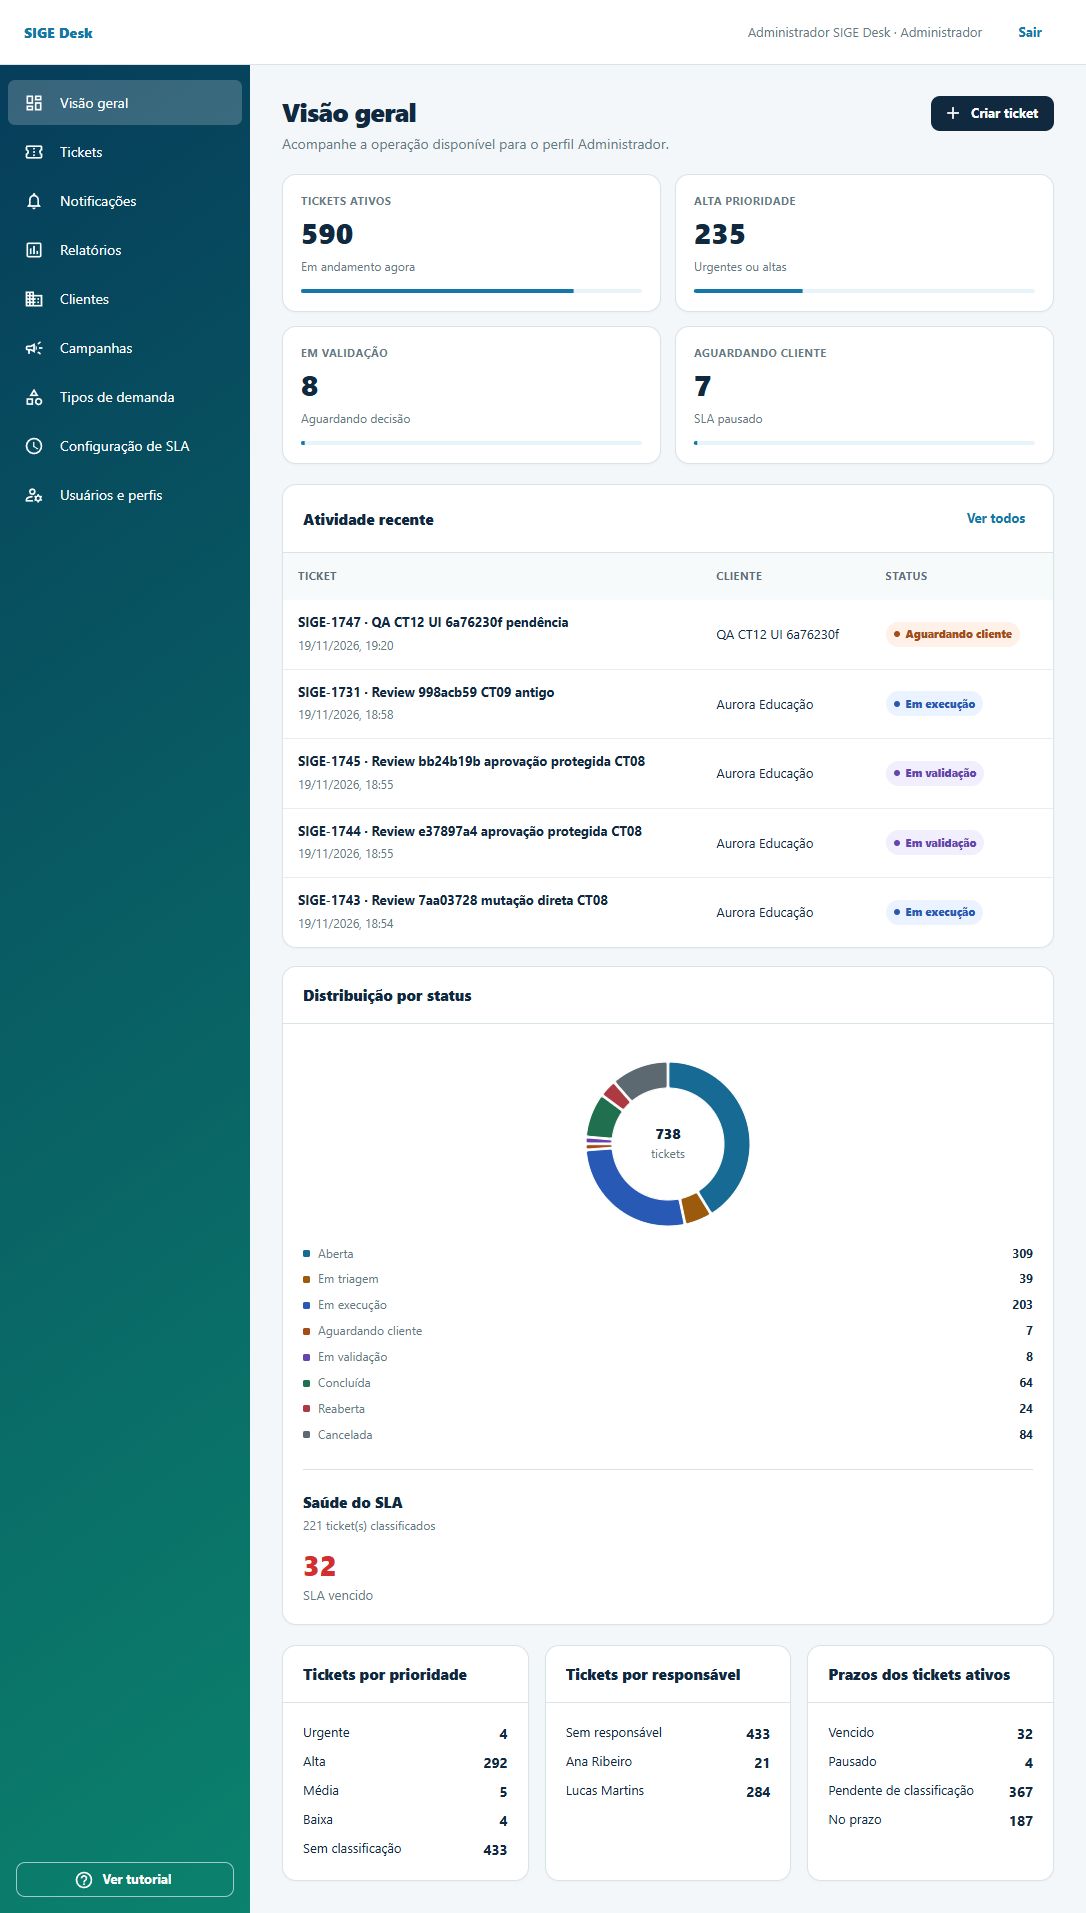 SIGE Desk
Administrador SIGE Desk · Administrador
Sair
Visão geral
Tickets
Notificações
Relatórios
Clientes
Campanhas
Tipos de demanda
Configuração de SLA
Usuários e perfis
Ver tutorial
Visão geral
Acompanhe a operação disponível para o perfil Administrador.
Criar ticket
TICKETS ATIVOS
590
Em andamento agora
ALTA PRIORIDADE
235
Urgentes ou altas
EM VALIDAÇÃO
8
Aguardando decisão
AGUARDANDO CLIENTE
7
SLA pausado
Atividade recente
Ver todos
TICKET CLIENTE STATUS
SIGE-1747 · QA CT12 UI 6a76230f pendência
19/11/2026, 19:20
QA CT12 UI 6a76230f
Aguardando cliente
SIGE-1731 · Review 998acb59 CT09 antigo
19/11/2026, 18:58
Aurora Educação
Em execução
SIGE-1745 · Review bb24b19b aprovação protegida CT08
19/11/2026, 18:55
Aurora Educação
Em validação
SIGE-1744 · Review e37897a4 aprovação protegida CT08
19/11/2026, 18:55
Aurora Educação
Em validação
SIGE-1743 · Review 7aa03728 mutação direta CT08
19/11/2026, 18:54
Aurora Educação
Em execução
Distribuição por status
738
tickets
Aberta 309
Em triagem 39
Em execução 203
Aguardando cliente 7
Em validação 8
Concluída 64
Reaberta 24
Cancelada 84
Saúde do SLA
221 ticket(s) classificados
32
SLA vencido
Tickets por prioridade
Urgente 4
Alta 292
Média 5
Baixa 4
Sem classificação 433
Tickets por responsável
Sem responsável 433
Ana Ribeiro 21
Lucas Martins 284
Prazos dos tickets ativos
Vencido 32
Pausado 4
Pendente de classificação 367
No prazo 187